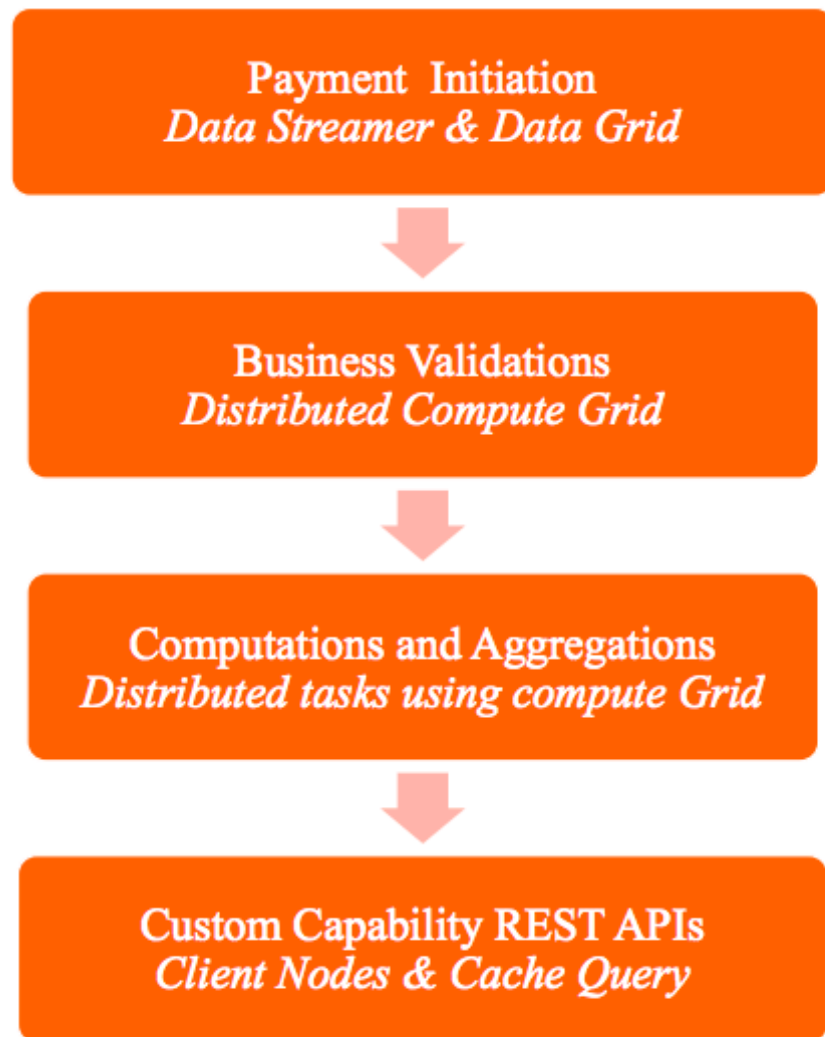 Payment Initiation
Data Streamer & Data Grid
Business Validations
Distributed Compute Grid
Computations and Aggregations
Distributed tasks using compute Grid
Custom Capability REST APIs
Client Nodes & Cache Query